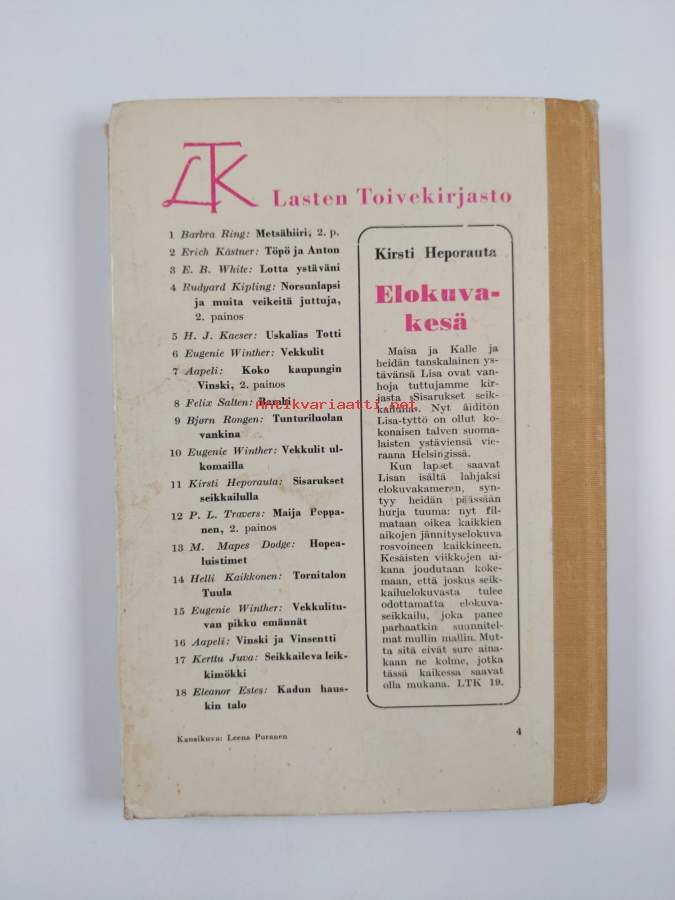 LTK Lasten Toivekirjasto
1 Barbra Ring: Metsähiiri, 2. p.
2 Erich Kästner: Töpö ja Anton
3 E. B. White: Lotta ystäväni
4 Rudyard Kipling: Norsunlapsi
ja muita veikeitä juttuja,
2. painos
5 H. J. Kaeser: Uskalias Totti
6 Eugenie Winther: Vekkulit
7 Aapeli: Koko kaupungin
Vinski, 2. painos
8 Felix Salten: Bambi
9 Bjørn Rongen: Tunturiluolan
vankina
10 Eugenie Winther: Vekkulit ul-
komailla
11 Kirsti Heporauta: Sisarukset
seikkailulla
12 P. L. Travers: Maija Poppa-
nen, 2. painos
13 M. Mapes Dodge: Hopea-
luistimet
14 Helli Kaikkonen: Tornitalon
Tuula
15 Eugenie Winther: Vekkulitu-
van pikku emännät
16 Aapeli: Vinski ja Vinsentti
17 Kerttu Juva: Seikkaileva leik-
kimökki
18 Eleanor Estes: Kadun haus-
kin talo
Kansikuva: Leena Puranen
Kirsti Heporauta
Elokuva-
kesä
Maisa ja Kalle ja
heidän tanskalainen ys-
tävänsä Lisa ovat van-
hoja tuttujamme kir-
jasta »Sisarukset seik-
kailulla». Nyt äiditön
Lisa-tyttö on ollut ko-
konaisen talven suoma-
laisten ystäviensä vie-
raana Helsingissä.
Kun lapset saavat
Lisan isältä lahjaksi
elokuvakameran, syn-
tyy heidän päässään
hurja tuuma: nyt fil-
mataan oikea kaikkien
aikojen jännityselokuva
rosvoineen kaikkineen.
Kesäisten viikkojen ai-
kana joudutaan koke-
maan, että joskus seik-
kailuelokuvasta tulee
odottamatta elokuva-
seikkailu, joka panee
parhaatkin suunnitel-
mat mullin mallin. Mut-
ta sitä eivät sure aina-
kaan ne kolme, jotka
tässä kaikessa saavat
olla mukana. LTK 19.
4
Antikvariaatti.net